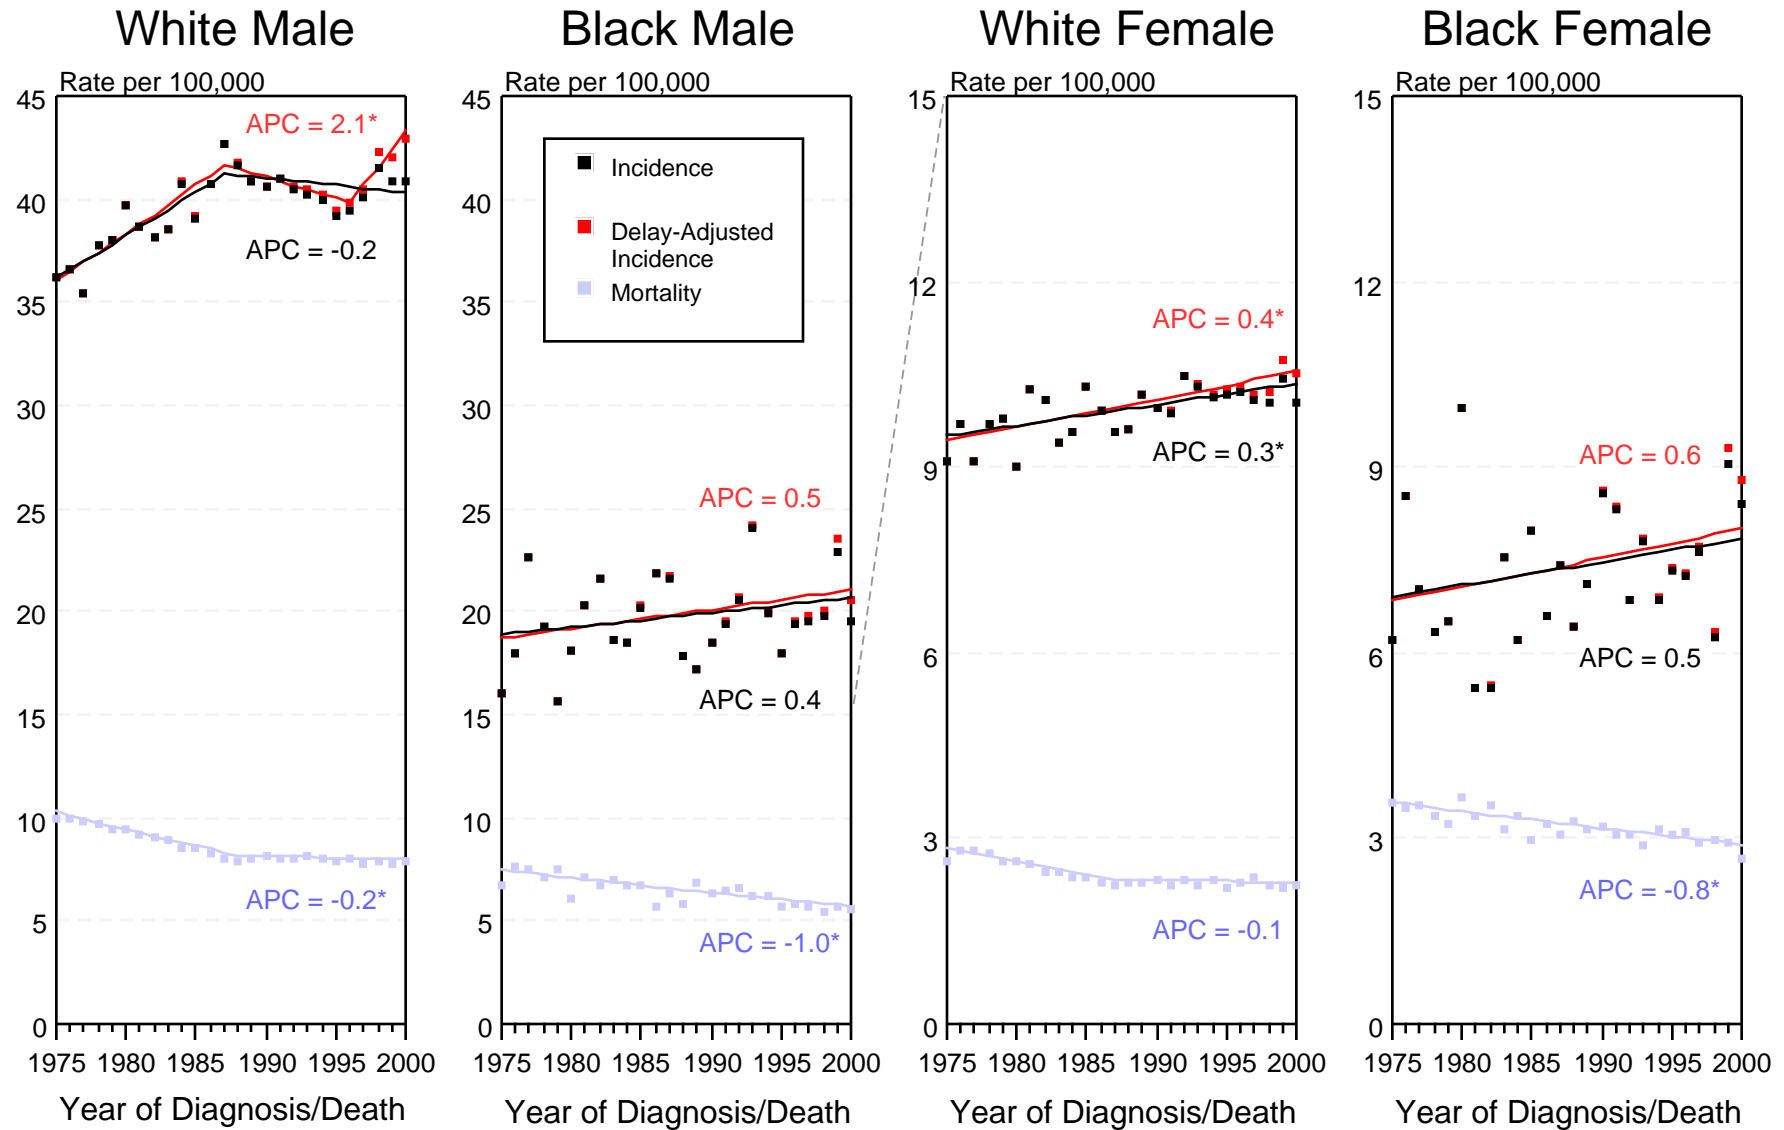 White Male
Black Male
White Female
Black Female
Rate per 100,000
Rate per 100,000
Rate per 100,000
Rate per 100,000
45
40
35
30
25
20
15
10
5
0
APC = 2.1*
APC = -0.2
APC = -0.2*
1975 1980 1985 1990 1995 2000
Year of Diagnosis/Death
45
40
35
30
25
20
15
10
5
0
Incidence
Delay-Adjusted
Incidence
Mortality
APC = 0.5
APC = 0.4
APC = -1.0*
1975 1980 1985 1990 1995 2000
Year of Diagnosis/Death
15
12
9
6
3
0
APC = 0.4*
APC = 0.3*
APC = -0.1
1975 1980 1985 1990 1995 2000
Year of Diagnosis/Death
15
12
9
6
3
0
APC = 0.6
APC = 0.5
APC = -0.8*
1975 1980 1985 1990 1995 2000
Year of Diagnosis/Death